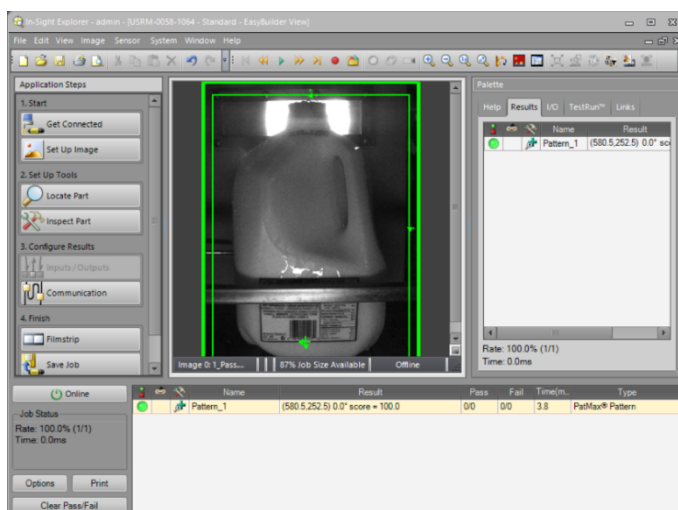 In-Sight Explorer - admin - [USRM-0058-1064 - Standard - EasyBuilder View]
File Edit View Image Sensor System Window Help
Application Steps
1. Start
Get Connected
Set Up Image
2. Set Up Tools
Locate Part
Inspect Part
3. Configure Results
Inputs/Outputs
Communication
4. Finish
Filmstrip
Save Job
Image 0: 1_Pass...
87% Job Size Available
Offline
Palette
Help Results I/O TestRun™ Links
Name Result
Pattern_1 (580.5,252.5) 0.0° sco
Rate: 100.0% (1/1)
Time: 0.0ms
Online
Job Status
Rate: 100.0% (1/1)
Time: 0.0ms
Options Print
Clear Pass/Fail
Name Result Pass Fail Time(m.. Type
Pattern_1 (580.5,252.5) 0.0° score = 100.0 0/0 0/0 3.8 PatMax® Pattern